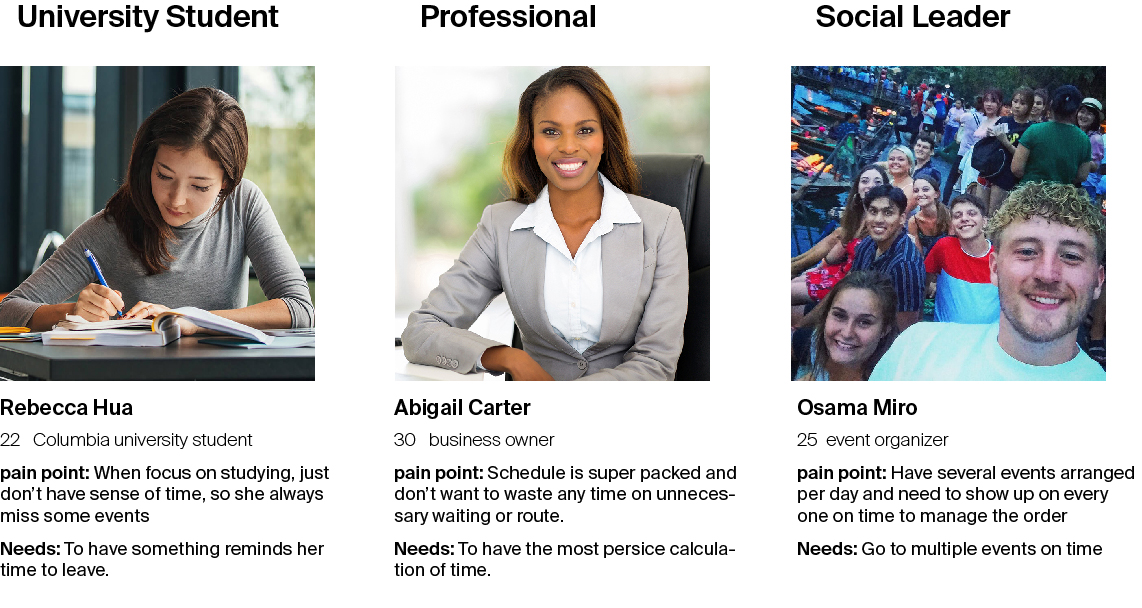 University Student
Professional
Social Leader
Rebecca Hua
22 Columbia university student
pain point: When focus on studying, just
don't have sense of time, so she always
miss some events
Needs: To have something reminds her
time to leave.
Abigail Carter
30 business owner
pain point: Schedule is super packed and
don't want to waste any time on unneces-
sary waiting or route.
Needs: To have the most persice calcula-
tion of time.
Osama Miro
25 event organizer
pain point: Have several events arranged
per day and need to show up on every
one on time to manage the order
Needs: Go to multiple events on time